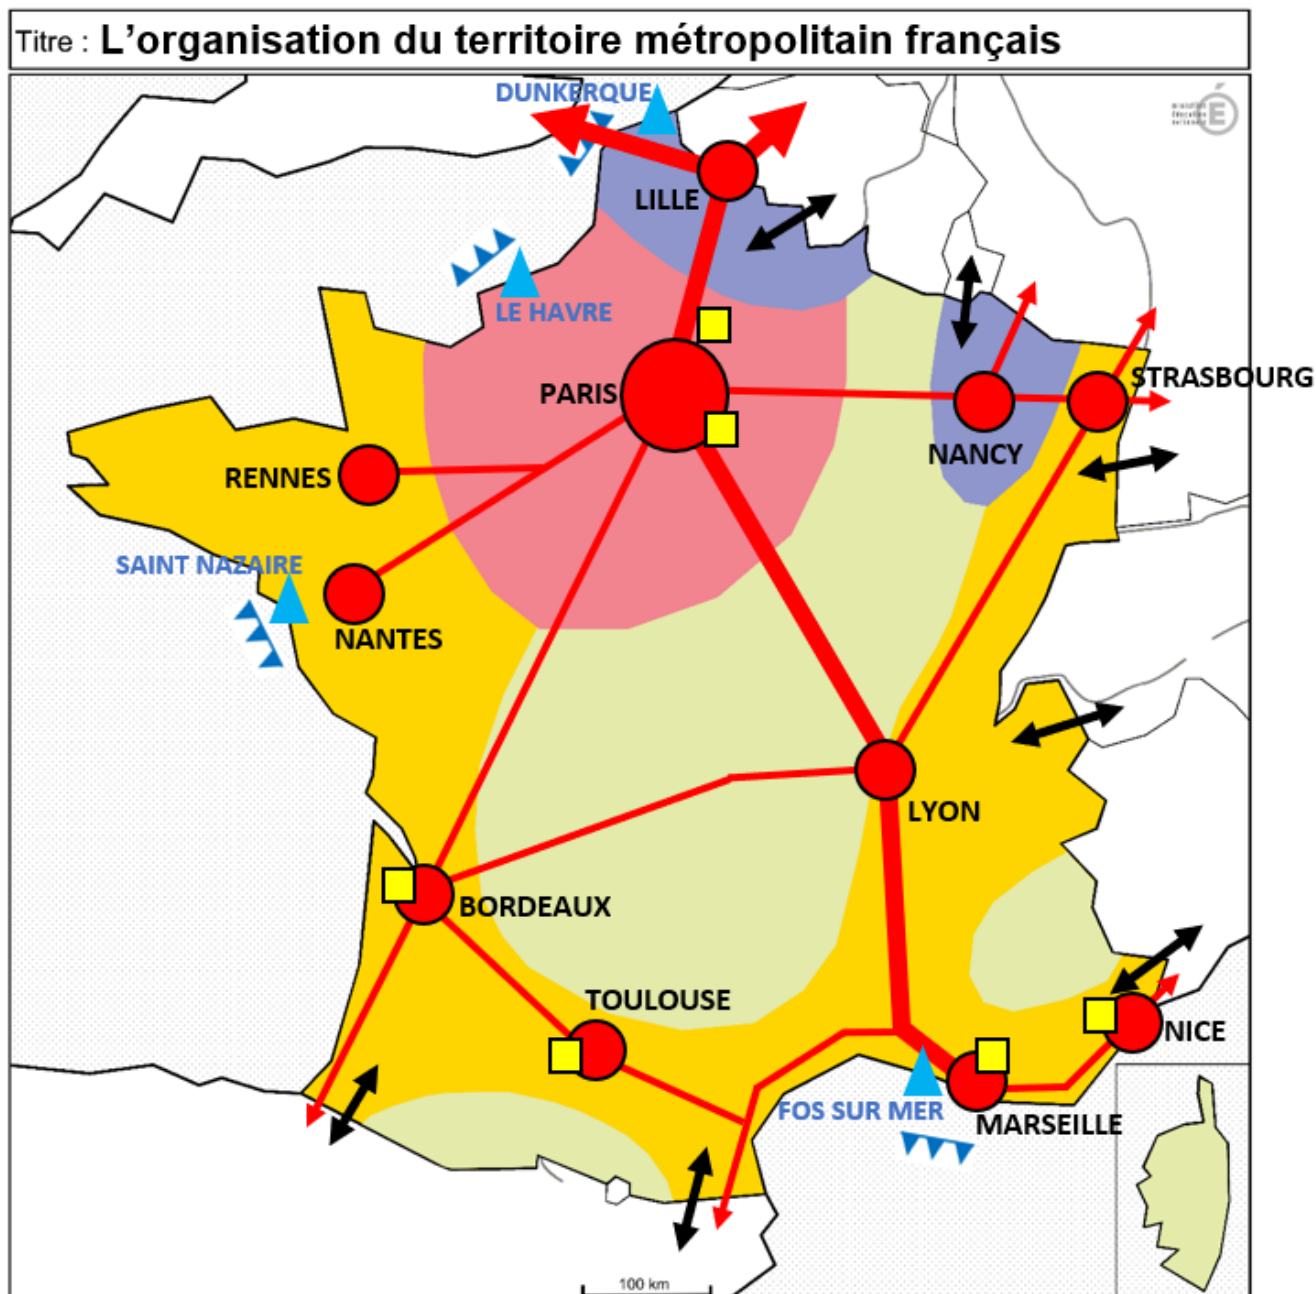 Titre : L'organisation du territoire métropolitain français
DUNKERQUE
LILLE
LE HAVRE
PARIS
STRASBOURG
NANCY
RENNES
SAINT NAZAIRE
NANTES
LYON
BORDEAUX
TOULOUSE
NICE
FOS SUR MER
MARSEILLE
100 km